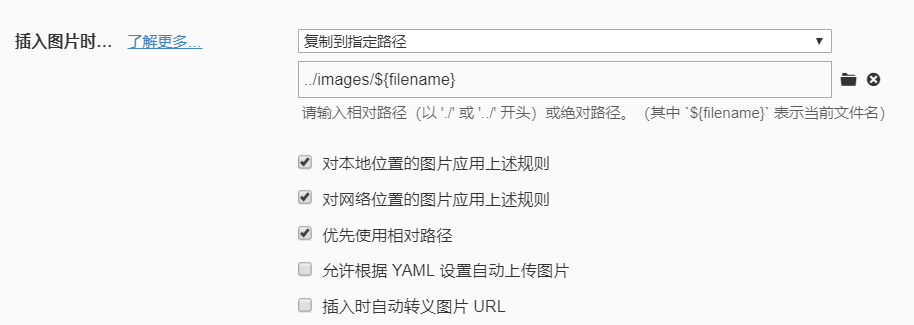 插入图片时... 了解更多... 复制到指定路径
../images/${filename}
请输入相对路径（以 './' 或 '../' 开头）或绝对路径。（其中 `${filename}` 表示当前文件名）
对本地位置的图片应用上述规则
对网络位置的图片应用上述规则
优先使用相对路径
允许根据 YAML 设置自动上传图片
插入时自动转义图片 URL